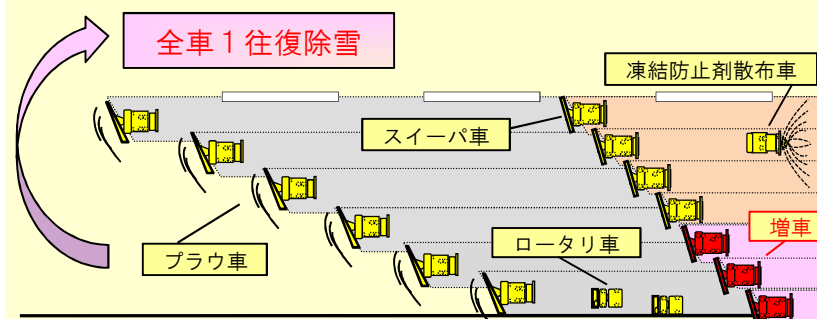 全車１往復除雪
凍結防止剤散布車
スイーパ車
プラウ車
ロータリ車
増車